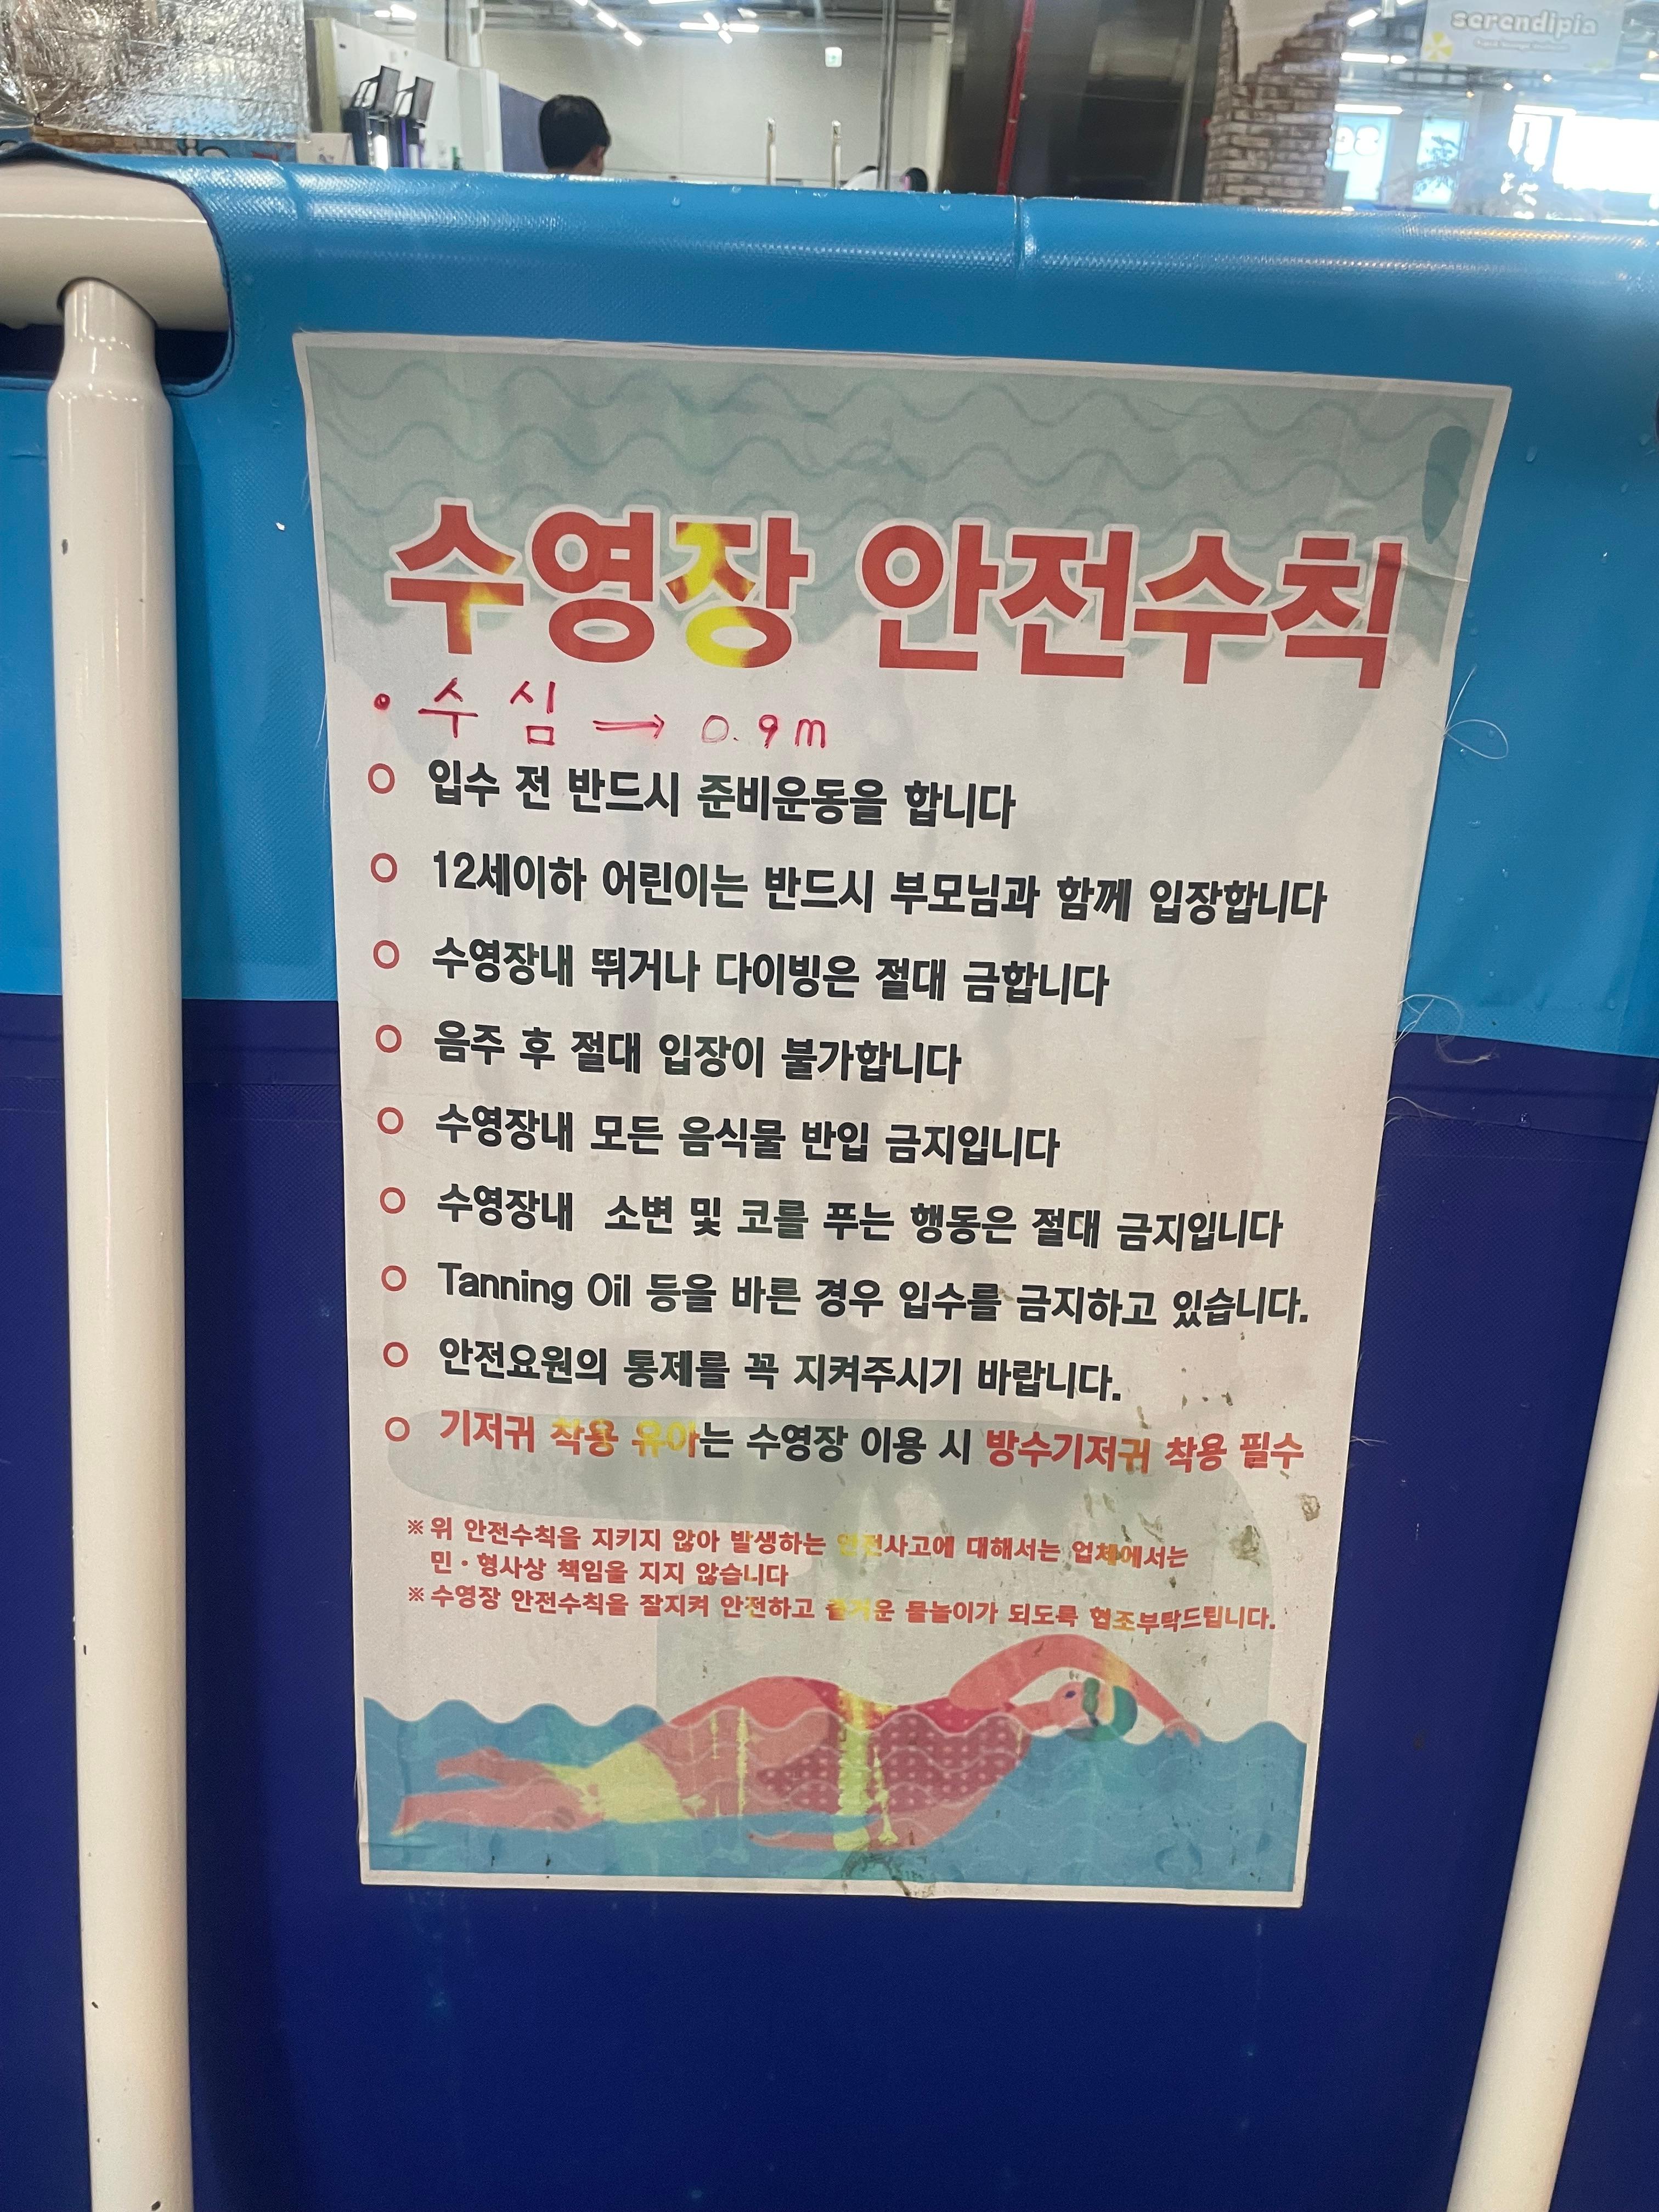 serendipia
수영장 안전수칙
• 수심 → 0.9m
○ 입수 전 반드시 준비운동을 합니다
○ 12세이하 어린이는 반드시 부모님과 함께 입장합니다
○ 수영장내 뛰거나 다이빙은 절대 금합니다
○ 음주 후 절대 입장이 불가합니다
○ 수영장내 모든 음식물 반입 금지입니다
○ 수영장내 소변 및 코를 푸는 행동은 절대 금지입니다
○ Tanning Oil 등을 바른 경우 입수를 금지하고 있습니다.
○ 안전요원의 통제를 꼭 지켜주시기 바랍니다.
○ 기저귀 착용 유아는 수영장 이용 시 방수기저귀 착용 필수
※ 위 안전수칙을 지키지 않아 발생하는 안전사고에 대해서는 업체에서는
민 · 형사상 책임을 지지 않습니다
※ 수영장 안전수칙을 잘지켜 안전하고 즐거운 물놀이가 되도록 협조부탁드립니다.